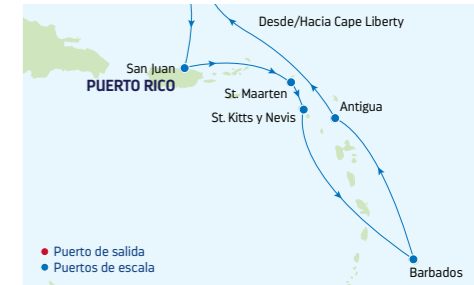 Desde/Hacia Cape Liberty
San Juan
PUERTO RICO
St. Maarten
St. Kitts y Nevis
Antigua
Barbados
Puerto de salida
Puertos de escala